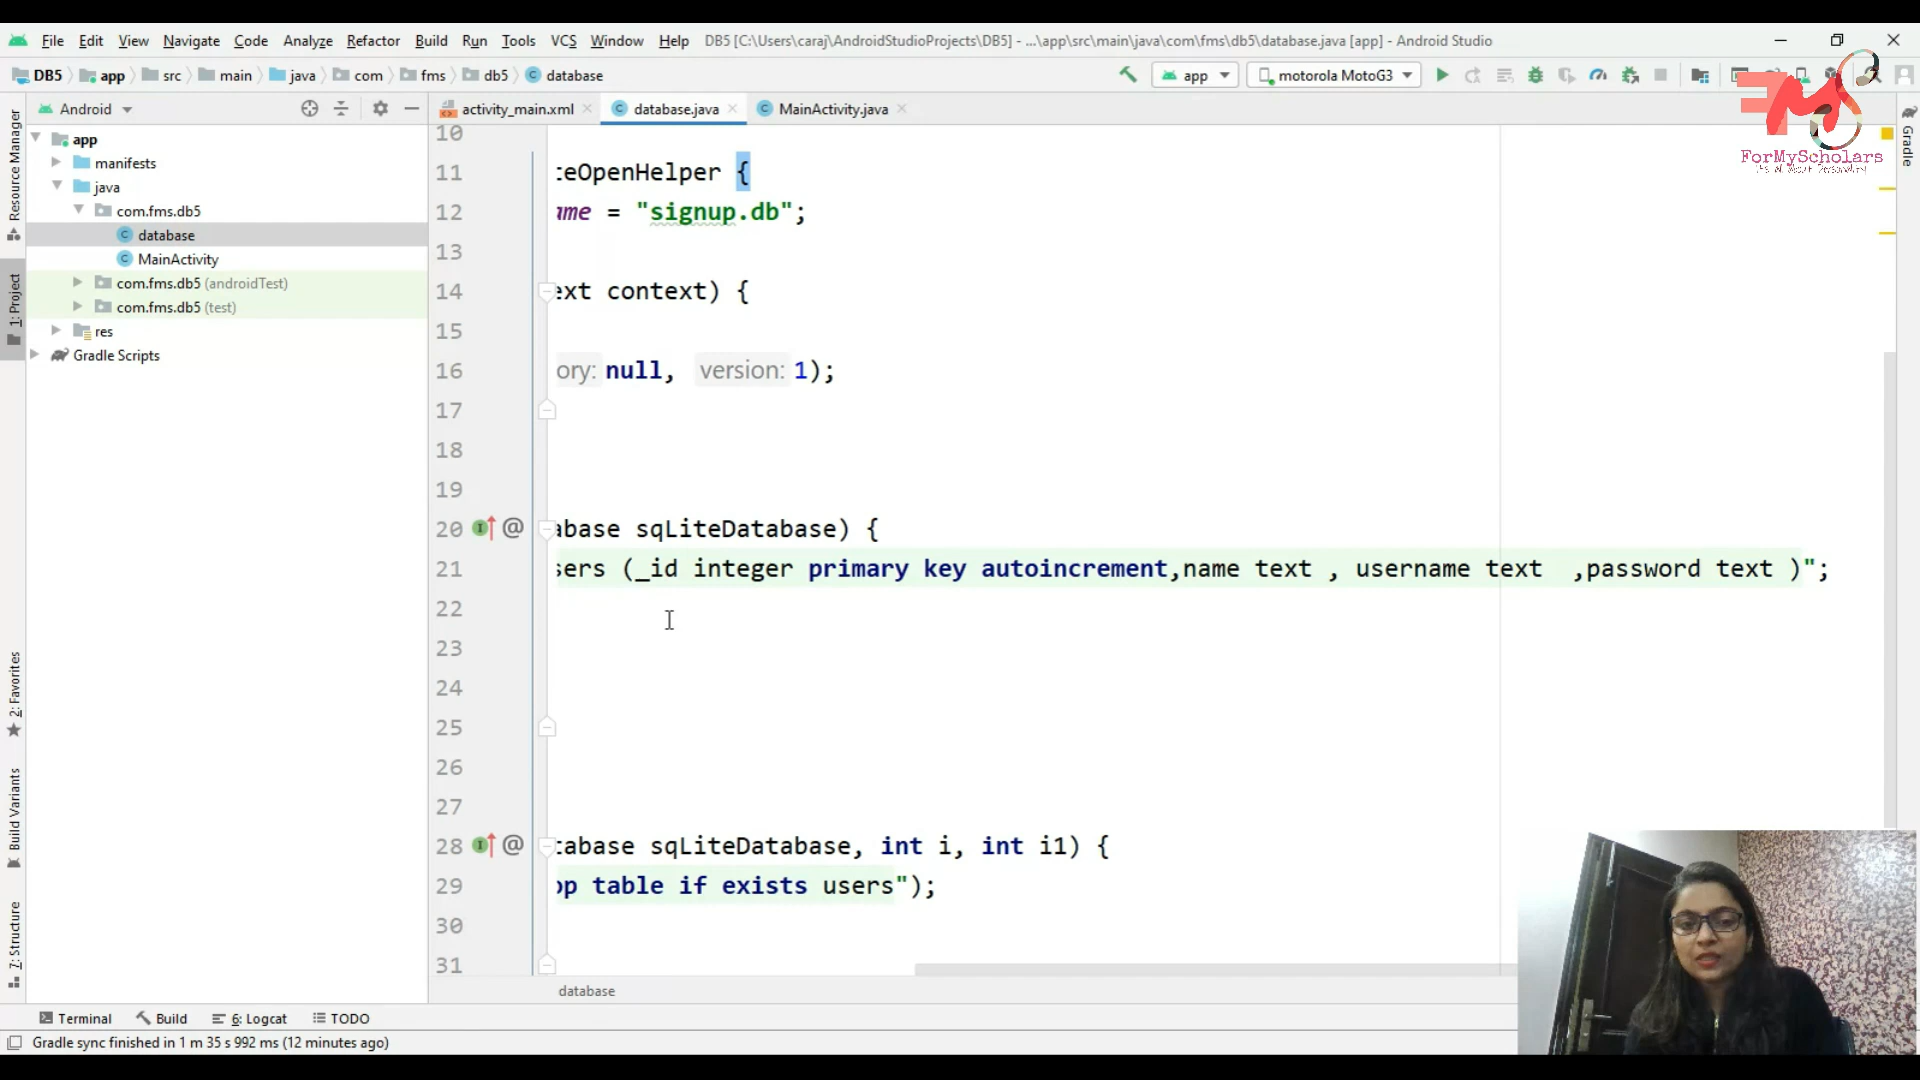 File Edit View Navigate Code Analyze Refactor Build Run Tools VCS Window Help DB5 [C:\Users\caraj\AndroidStudioProjects\DB5] - ...\app\src\main\java\com\fms\db5\database.java [app] - Android Studio
DB5 app src main java com fms db5 database app motorola MotoG3
Android activity_main.xml database.java MainActivity.java
ForMyScholars
Resource Manager
1: Project
2: Favorites
Build Variants
7: Structure
Gradle
app
manifests
java
com.fms.db5
database
MainActivity
com.fms.db5 (androidTest)
com.fms.db5 (test)
res
Gradle Scripts
10
11 teOpenHelper {
12 ame = "signup.db";
13
14 ext context) {
15
16 ory: null, version: 1);
17
18
19
20 abase sqLiteDatabase) {
21 sers (_id integer primary key autoincrement,name text , username text ,password text )";
22
23
24
25
26
27
28 tabase sqLiteDatabase, int i, int i1) {
29 op table if exists users");
30
31
database
Terminal Build 6: Logcat TODO
Gradle sync finished in 1 m 35 s 992 ms (12 minutes ago)